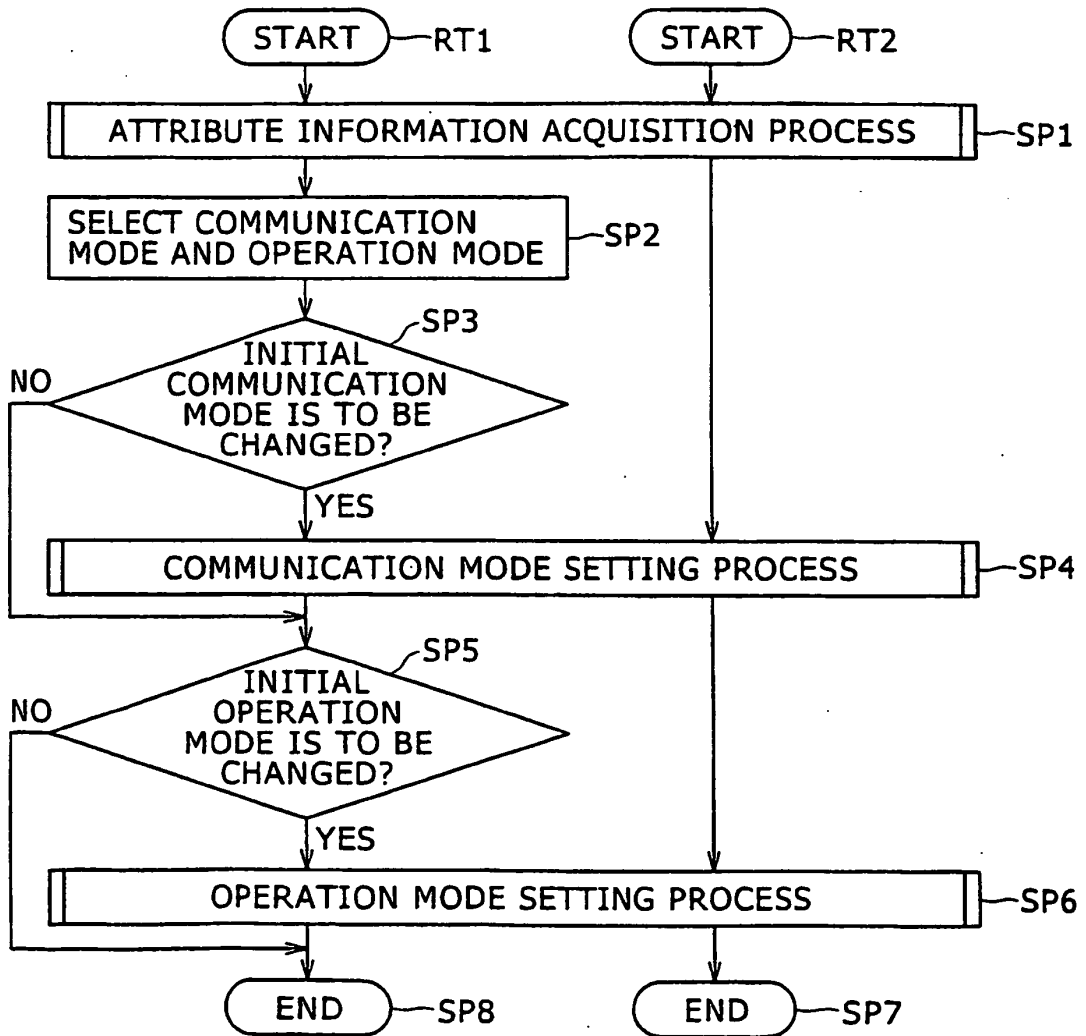 START
RT1
START
RT2
ATTRIBUTE INFORMATION ACQUISITION PROCESS
SP1
SELECT COMMUNICATION
MODE AND OPERATION MODE
SP2
SP3
INITIAL
COMMUNICATION
MODE IS TO BE
CHANGED?
NO
YES
COMMUNICATION MODE SETTING PROCESS
SP4
SP5
INITIAL
OPERATION
MODE IS TO BE
CHANGED?
NO
YES
OPERATION MODE SETTING PROCESS
SP6
END
SP8
END
SP7